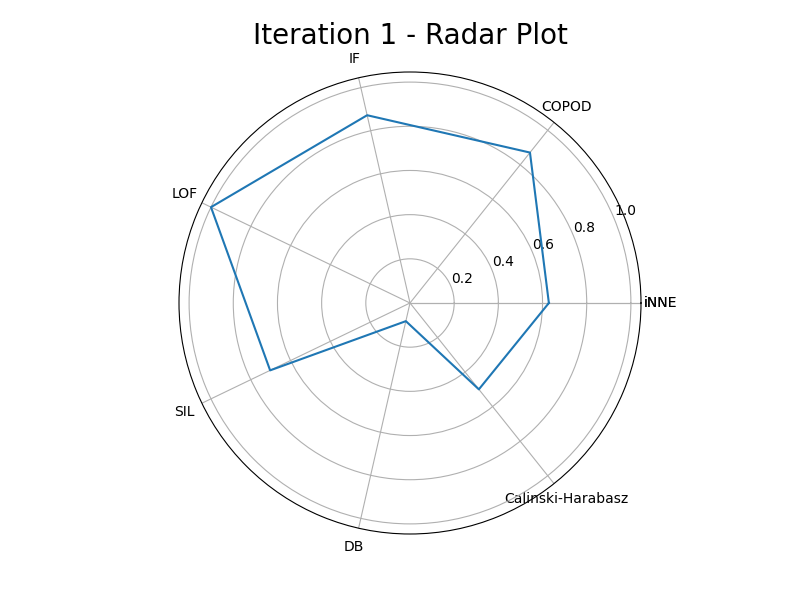 Iteration 1 - Radar Plot
IF
COPOD
LOF
1.0
0.8
0.6
0.4
0.2
iNNE
SIL
Calinski-Harabasz
DB